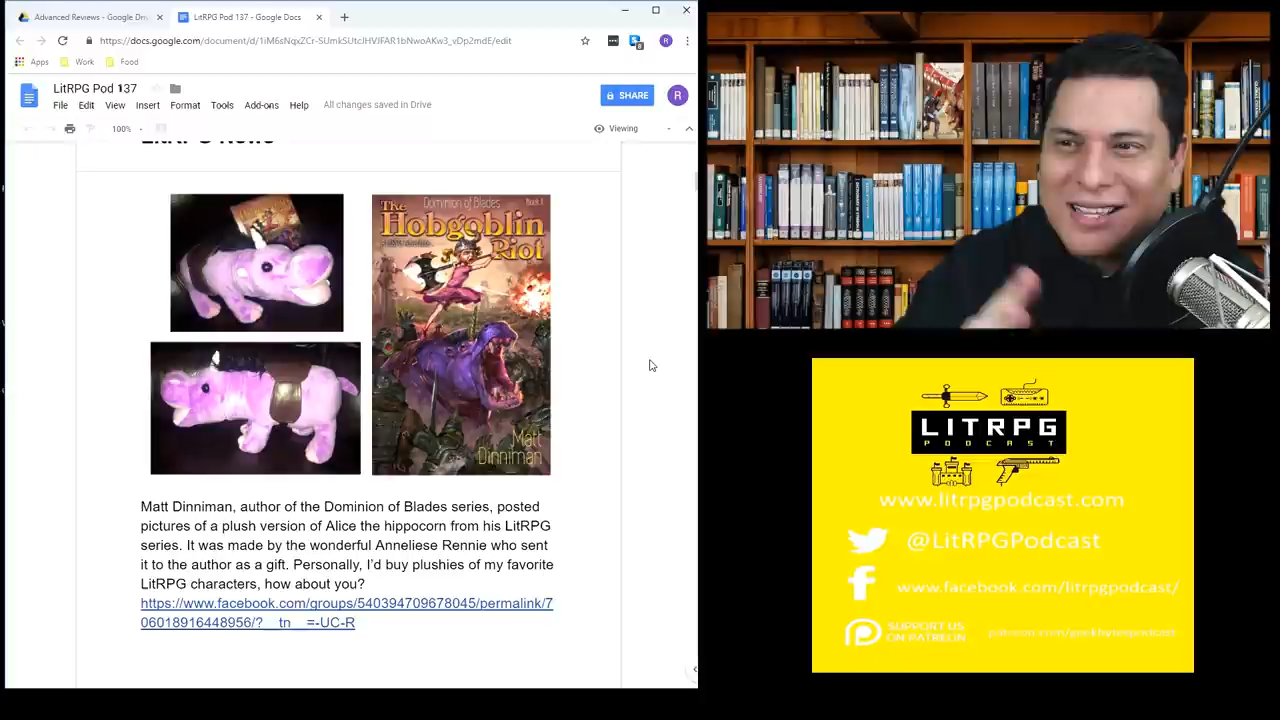 Advanced Reviews - Google Dri
LitRPG Pod 137 - Google Docs
https://docs.google.com/document/d/1iM6sNqxZCr-SUmkSUtcJHVJFAR1bNwoAKw3_vDp2mdE/edit
Apps
Work
Food
LitRPG Pod 137
File Edit View Insert Format Tools Add-ons Help
All changes saved in Drive
SHARE
R
100%
Viewing
LitRPG News
Dominion of Blades
The
Hobgoblin
Riot
Matt
Dinniman
Matt Dinniman, author of the Dominion of Blades series, posted
pictures of a plush version of Alice the hippocorn from his LitRPG
series. It was made by the wonderful Anneliese Rennie who sent
it to the author as a gift. Personally, I'd buy plushies of my favorite
LitRPG characters, how about you?
https://www.facebook.com/groups/540394709678045/permalink/7
06018916448956/?__tn__=-UC-R
LITRPG
PODCAST
www.litrpgpodcast.com
@LitRPGPodcast
www.facebook.com/litrpgpodcast/
SUPPORT US
ON PATREON
patreon.com/geekbytespodcast